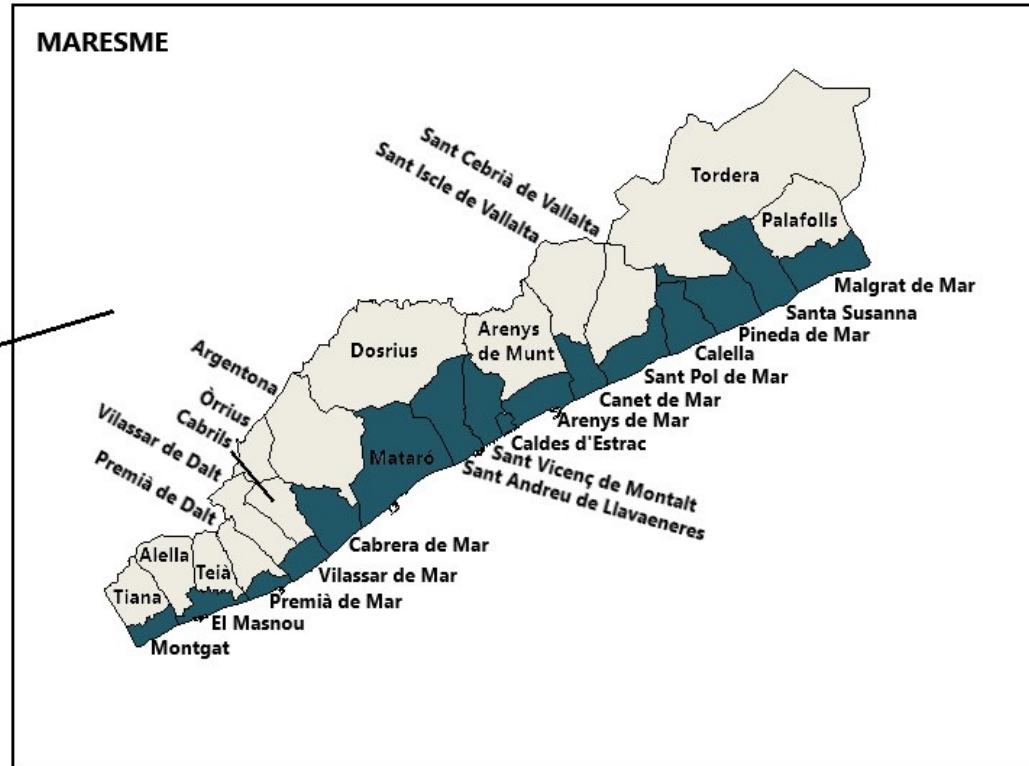 MARESME
Sant Cebrià de Vallalta
Sant Iscle de Vallalta
Tordera
Palafolls
Malgrat de Mar
Santa Susanna
Pineda de Mar
Calella
Sant Pol de Mar
Canet de Mar
Arenys de Mar
Caldes d'Estrac
Sant Vicenç de Montalt
Sant Andreu de Llavaeneres
Arenys
de Munt
Dosrius
Argentona
Òrrius
Cabrils
Vilassar de Dalt
Premià de Dalt
Mataró
Cabrera de Mar
Vilassar de Mar
Premià de Mar
El Masnou
Montgat
Alella
Teià
Tiana